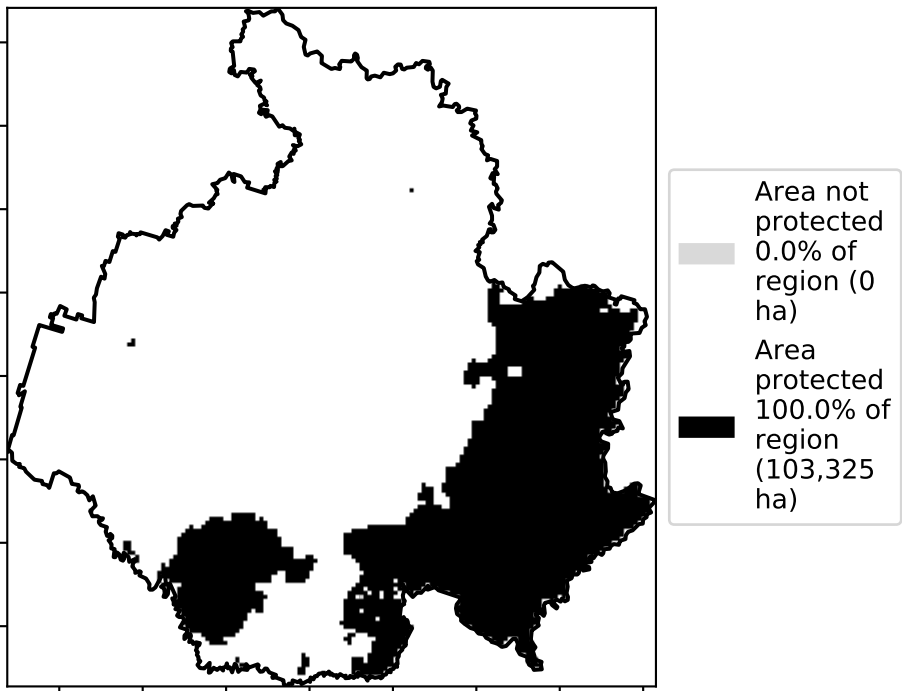 Area not
protected
0.0% of
region (0
ha)
Area
protected
100.0% of
region
(103,325
ha)